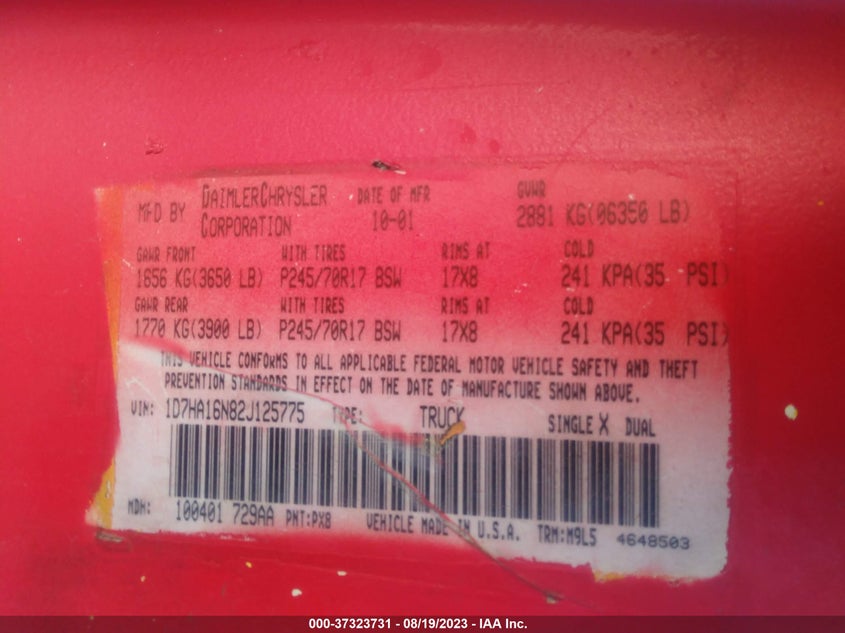 MFD BY DAIMLERCHRYSLER CORPORATION DATE OF MFR 10-01 GVWR 2881 KG(06350 LB)
GAWR FRONT WITH TIRES RIMS AT COLD
1656 KG(3650 LB) P245/70R17 BSW 17X8 241 KPA(35 PSI)
GAWR REAR WITH TIRES RIMS AT COLD
1770 KG(3900 LB) P245/70R17 BSW 17X8 241 KPA(35 PSI)
THIS VEHICLE CONFORMS TO ALL APPLICABLE FEDERAL MOTOR VEHICLE SAFETY AND THEFT
PREVENTION STANDARDS IN EFFECT ON THE DATE OF MANUFACTURE SHOWN ABOVE.
VIN: 1D7HA16N82J125775 TYPE: TRUCK SINGLE X DUAL
MDH: 100401 729AA PNT:PX8 VEHICLE MADE IN U.S.A. TRM:M9L5 4648503
000-37323731 - 08/19/2023 - IAA Inc.